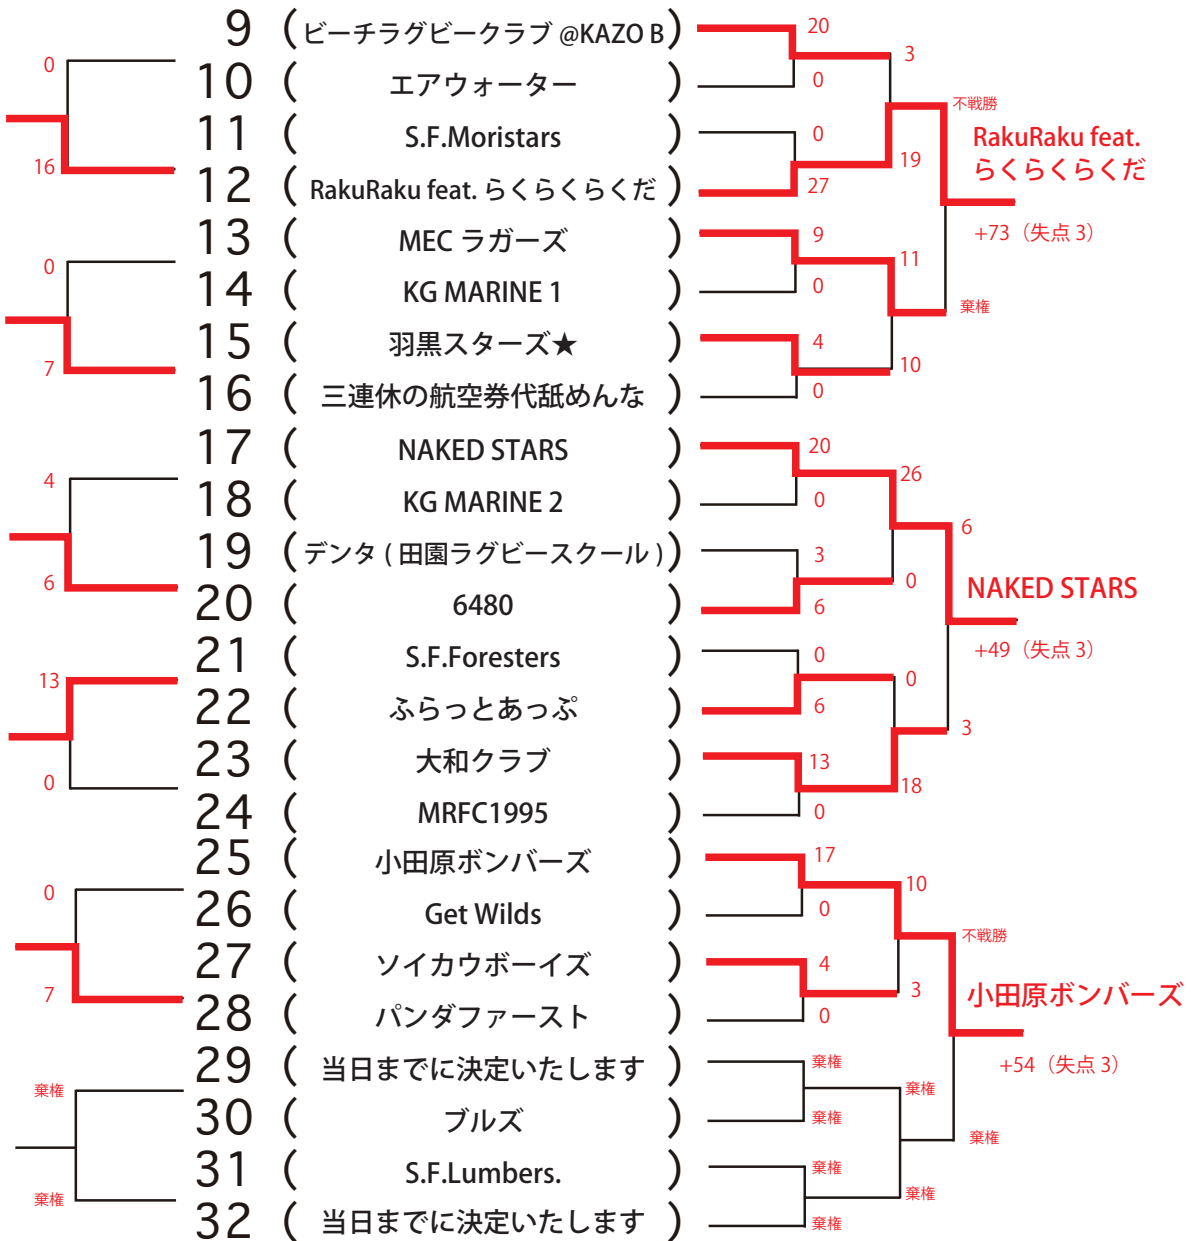 9 ( ビーチラグビークラブ @KAZO B )
10 ( エアウォーター )
11 ( S.F.Moristars )
12 ( RakuRaku feat. らくらくらくだ )
13 ( MEC ラガーズ )
14 ( KG MARINE 1 )
15 ( 羽黒スターズ★ )
16 ( 三連休の航空券代舐めんな )
17 ( NAKED STARS )
18 ( KG MARINE 2 )
19 ( デンタ ( 田園ラグビースクール ) )
20 ( 6480 )
21 ( S.F.Foresters )
22 ( ふらっとあっぷ )
23 ( 大和クラブ )
24 ( MRFC1995 )
25 ( 小田原ボンバーズ )
26 ( Get Wilds )
27 ( ソイカウボーイズ )
28 ( パンダファースト )
29 ( 当日までに決定いたします )
30 ( ブルズ )
31 ( S.F.Lumbers. )
32 ( 当日までに決定いたします )
0
16
0
7
4
6
13
0
0
7
棄権
棄権
20
0
0
27
9
0
4
0
20
0
3
6
0
6
13
0
17
0
4
0
棄権
棄権
棄権
棄権
3
19
11
10
26
0
0
18
10
3
棄権
棄権
不戦勝
棄権
6
3
不戦勝
棄権
RakuRaku feat.
らくらくらくだ
+73（失点 3）
NAKED STARS
+49（失点 3）
小田原ボンバーズ
+54（失点 3）